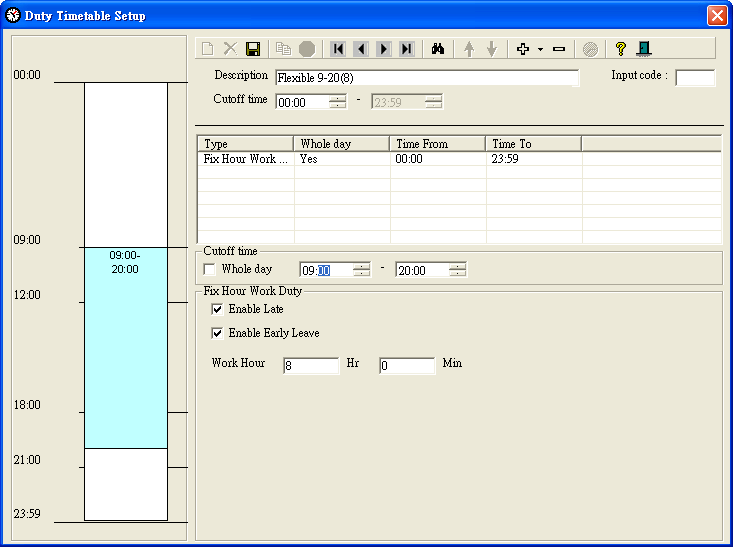 Duty Timetable Setup
Description Flexible 9-20(8) Input code :
Cutoff time 00:00 - 23:59
Type Whole day Time From Time To
Fix Hour Work ... Yes 00:00 23:59
Cutoff time
Whole day 09:00 - 20:00
Fix Hour Work Duty
Enable Late
Enable Early Leave
Work Hour 8 Hr 0 Min
00:00
09:00
09:00-
20:00
12:00
18:00
21:00
23:59